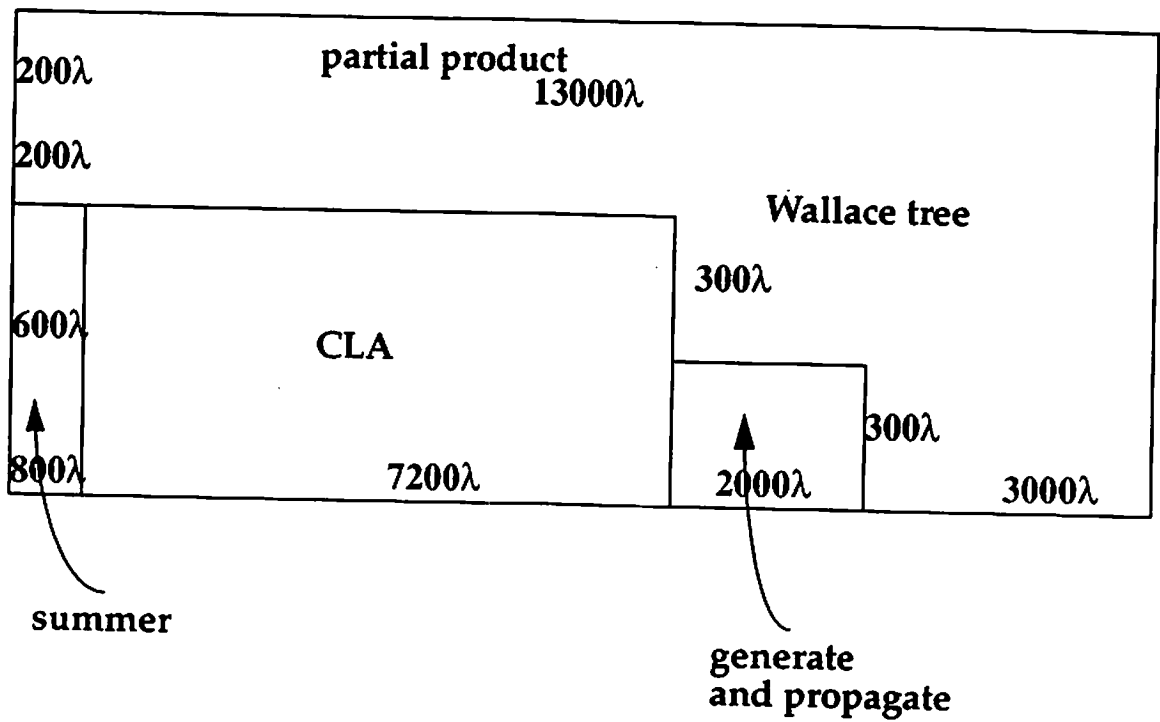 partial product
200λ
13000λ
200λ
Wallace tree
300λ
600λ
CLA
300λ
800λ
7200λ
2000λ
3000λ
summer
generate
and propagate